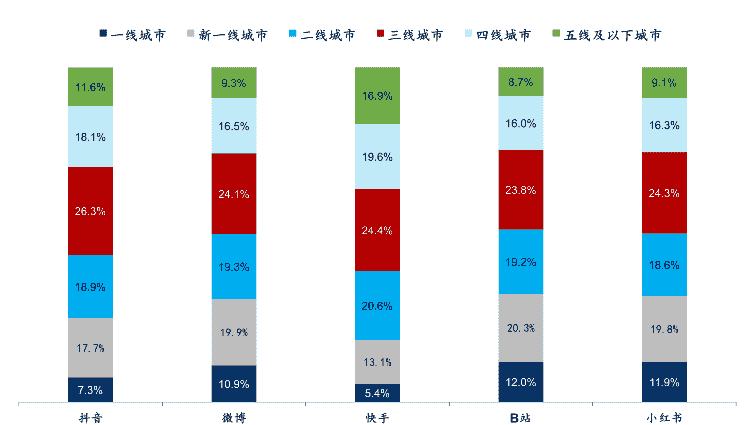 一线城市 新一线城市 二线城市 三线城市 四线城市 五线及以下城市
11.6% 9.3% 16.9% 8.7% 9.1%
18.1% 16.5% 19.6% 16.0% 16.3%
26.3% 24.1% 24.4% 23.8% 24.3%
18.9% 19.3% 20.6% 19.2% 18.6%
17.7% 19.9% 13.1% 20.3% 19.8%
7.3% 10.9% 5.4% 12.0% 11.9%
抖音 微博 快手 B站 小红书